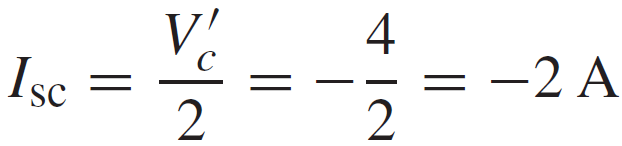 I_sc = V'_c / 2 = -4/2 = -2 A